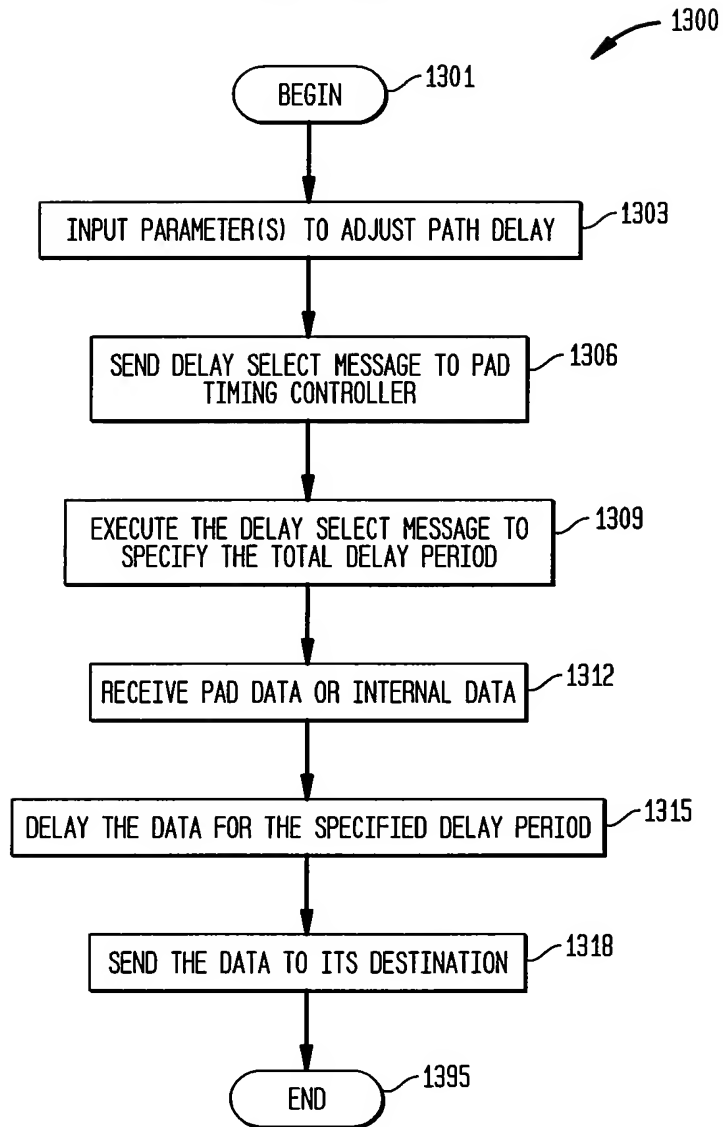 1300
BEGIN
1301
INPUT PARAMETER(S) TO ADJUST PATH DELAY
1303
SEND DELAY SELECT MESSAGE TO PAD
TIMING CONTROLLER
1306
EXECUTE THE DELAY SELECT MESSAGE TO
SPECIFY THE TOTAL DELAY PERIOD
1309
RECEIVE PAD DATA OR INTERNAL DATA
1312
DELAY THE DATA FOR THE SPECIFIED DELAY PERIOD
1315
SEND THE DATA TO ITS DESTINATION
1318
END
1395